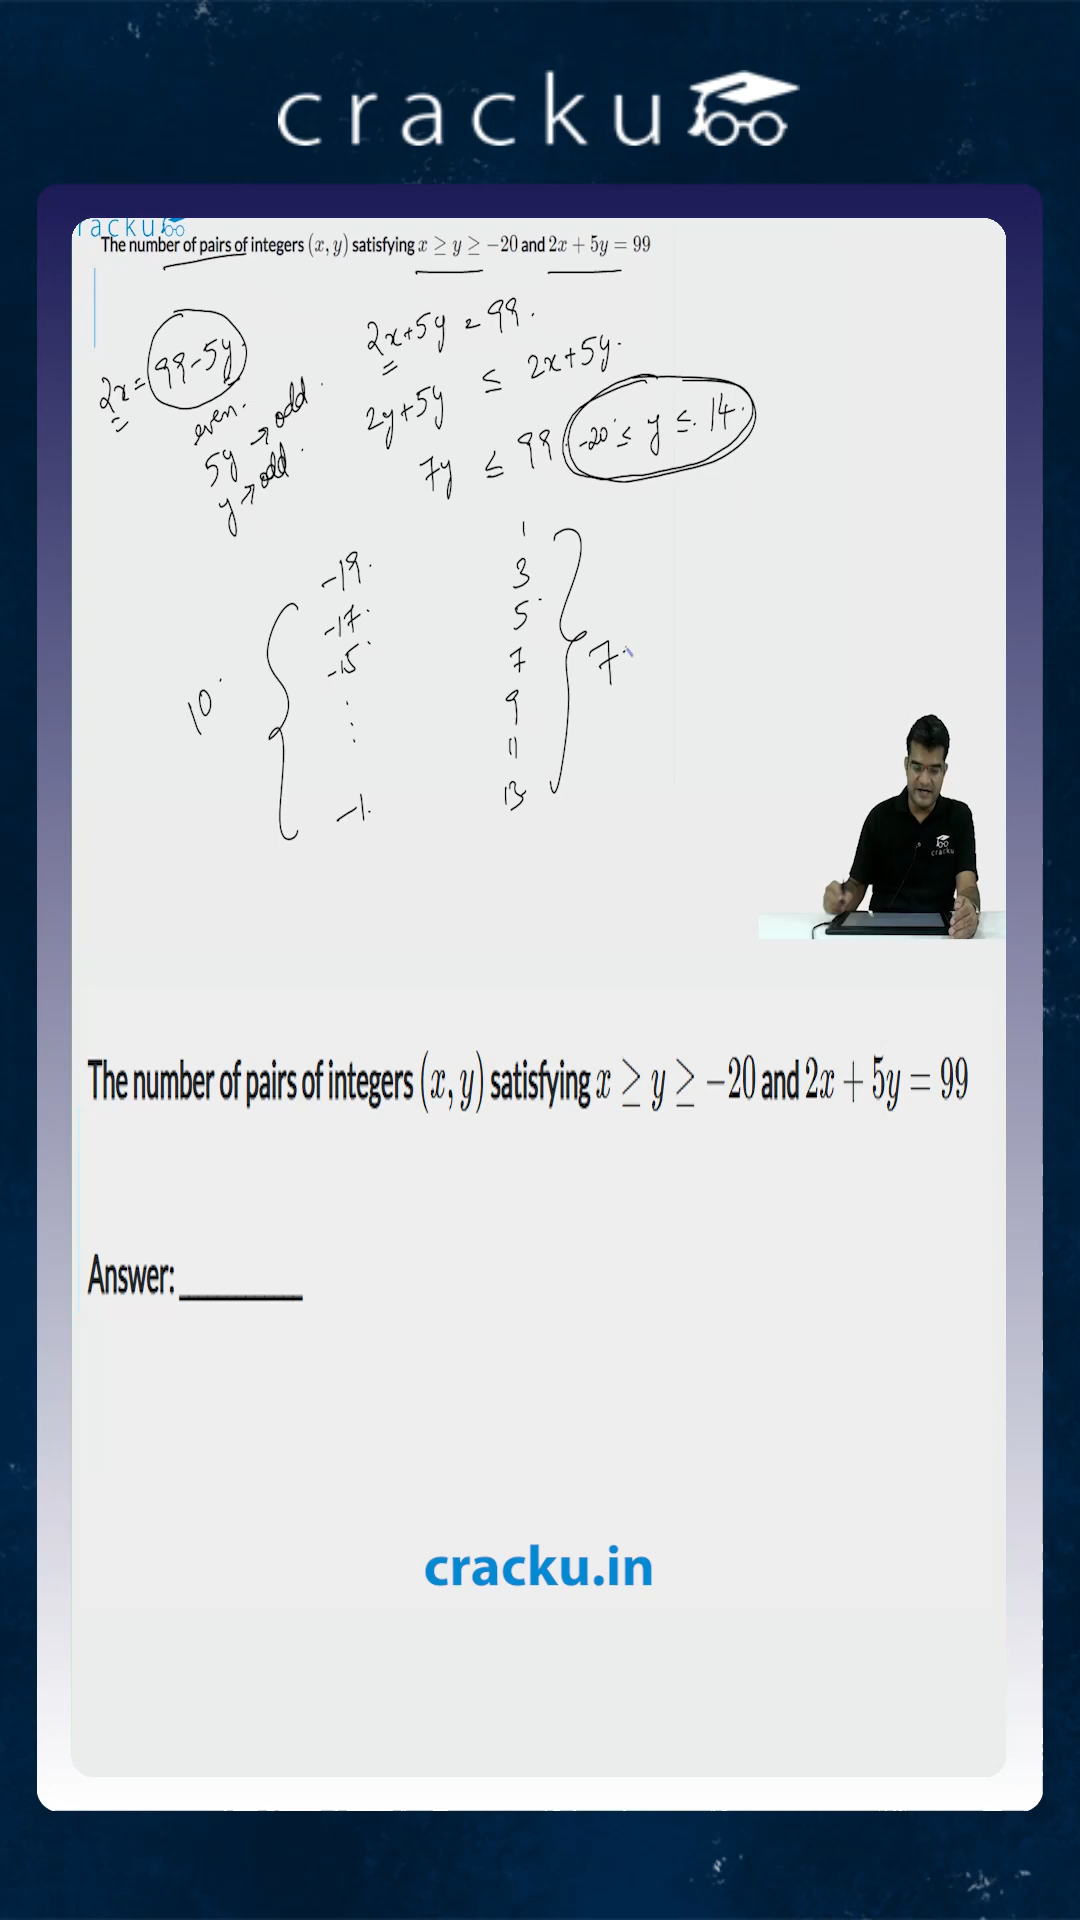 cracku
racku
The number of pairs of integers (x, y) satisfying x ≥ y ≥ −20 and 2x + 5y = 99
2x = 99-5y
even.
5y → odd
y → odd
2x+5y = 99.
2y+5y ≤ 2x+5y.
7y ≤ 99
-20 ≤ y ≤ 14.
10
-19.
-17.
-15
⋮
-1.
1
3
5
7
9
11
13
7
cracku
The number of pairs of integers (x, y) satisfying x ≥ y ≥ −20 and 2x + 5y = 99
Answer: ________
cracku.in